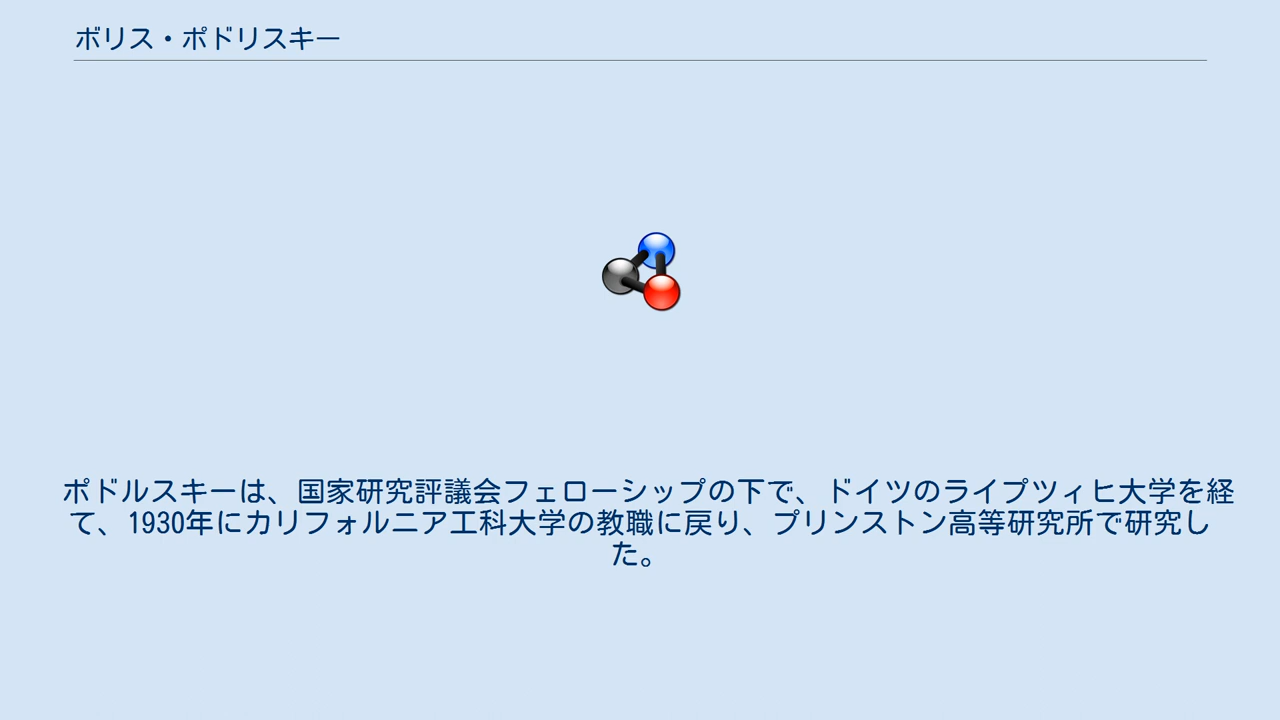 ボリス・ポドリスキー
ポドルスキーは、国家研究評議会フェローシップの下で、ドイツのライプツィヒ大学を経
て、1930年にカリフォルニア工科大学の教職に戻り、プリンストン高等研究所で研究し
た。